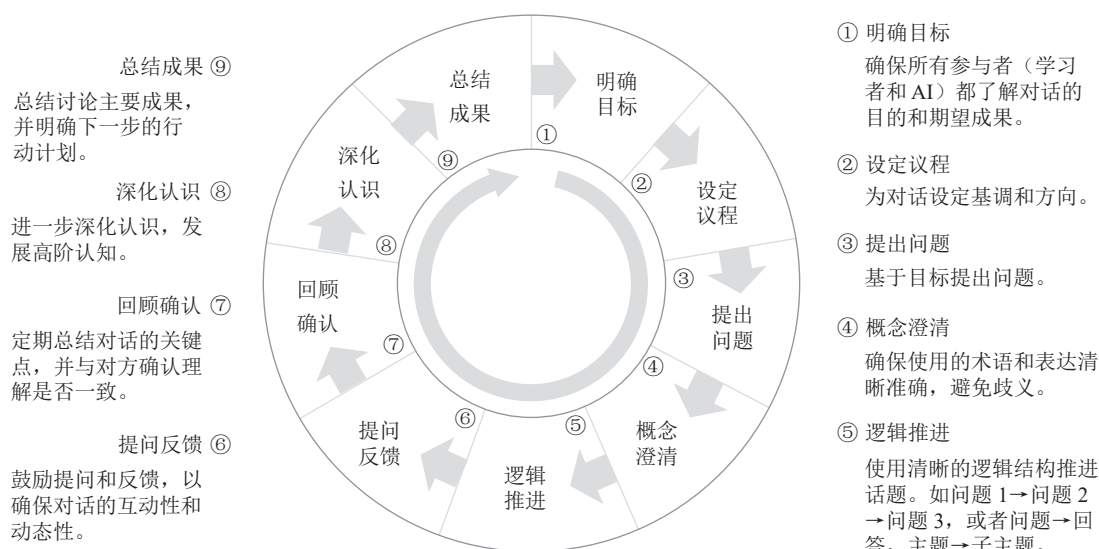 总结成果 ⑨
总结讨论主要成果，
并明确下一步的行
动计划。
深化认识 ⑧
进一步深化认识，发
展高阶认知。
回顾确认 ⑦
定期总结对话的关键
点，并与对方确认理
解是否一致。
提问反馈 ⑥
鼓励提问和反馈，以
确保对话的互动性和
动态性。
①
明确
目标
②
设定
议程
③
提出
问题
④
概念
澄清
⑤
逻辑
推进
⑥
提问
反馈
⑦
回顾
确认
⑧
深化
认识
⑨
总结
成果
① 明确目标
确保所有参与者（学习
者和 AI）都了解对话的
目的和期望成果。
② 设定议程
为对话设定基调和方向。
③ 提出问题
基于目标提出问题。
④ 概念澄清
确保使用的术语和表达清
晰准确，避免歧义。
⑤ 逻辑推进
使用清晰的逻辑结构推进
话题。如问题 1→问题 2
→问题 3，或者问题→回
答，主题→子主题。